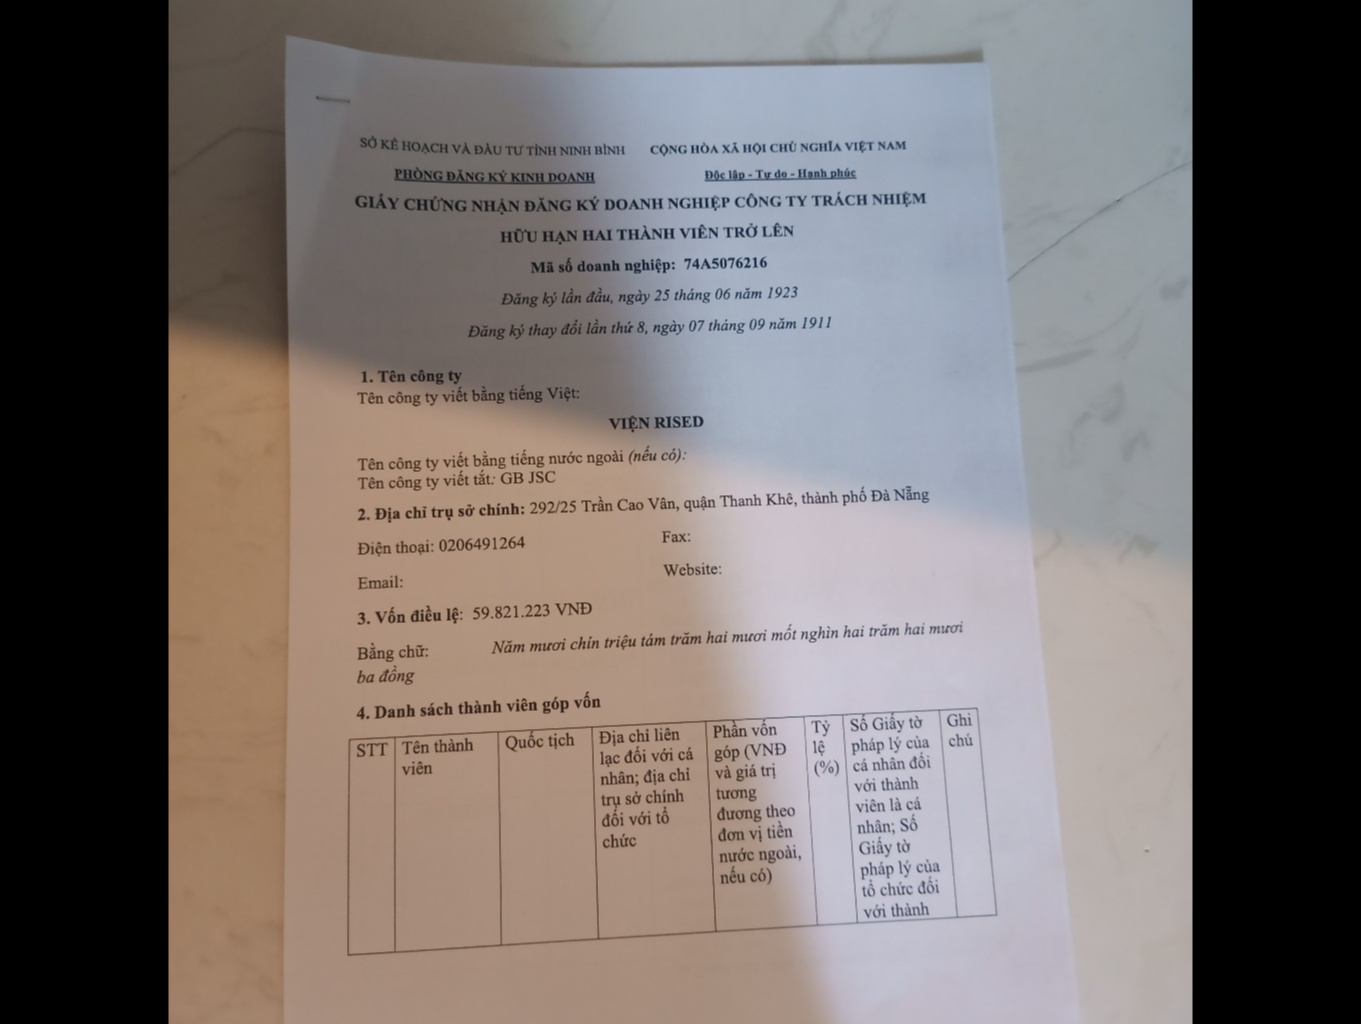 SỞ KẾ HOẠCH VÀ ĐẦU TƯ TỈNH NINH BÌNH
PHÒNG ĐĂNG KÝ KINH DOANH
CỘNG HÒA XÃ HỘI CHỦ NGHĨA VIỆT NAM
Độc lập - Tự do - Hạnh phúc
GIẤY CHỨNG NHẬN ĐĂNG KÝ DOANH NGHIỆP CÔNG TY TRÁCH NHIỆM
HỮU HẠN HAI THÀNH VIÊN TRỞ LÊN
Mã số doanh nghiệp: 74A5076216
Đăng ký lần đầu, ngày 25 tháng 06 năm 1923
Đăng ký thay đổi lần thứ 8, ngày 07 tháng 09 năm 1911
1. Tên công ty
Tên công ty viết bằng tiếng Việt:
VIỆN RISED
Tên công ty viết bằng tiếng nước ngoài (nếu có):
Tên công ty viết tắt: GB JSC
2. Địa chỉ trụ sở chính: 292/25 Trần Cao Vân, quận Thanh Khê, thành phố Đà Nẵng
Điện thoại: 0206491264
Fax:
Email:
Website:
3. Vốn điều lệ: 59.821.223 VNĐ
Bằng chữ: Năm mươi chín triệu tám trăm hai mươi mốt nghìn hai trăm hai mươi
ba đồng
4. Danh sách thành viên góp vốn
STT
Tên thành
viên
Quốc tịch
Địa chỉ liên
lạc đối với cá
nhân; địa chỉ
trụ sở chính
đối với tổ
chức
Phần vốn
góp (VNĐ
và giá trị
tương
đương theo
đơn vị tiền
nước ngoài,
nếu có)
Tỷ
lệ
(%)
Số Giấy tờ
pháp lý của
cá nhân đối
với thành
viên là cá
nhân; Số
Giấy tờ
pháp lý của
tổ chức đối
với thành
Ghi
chú